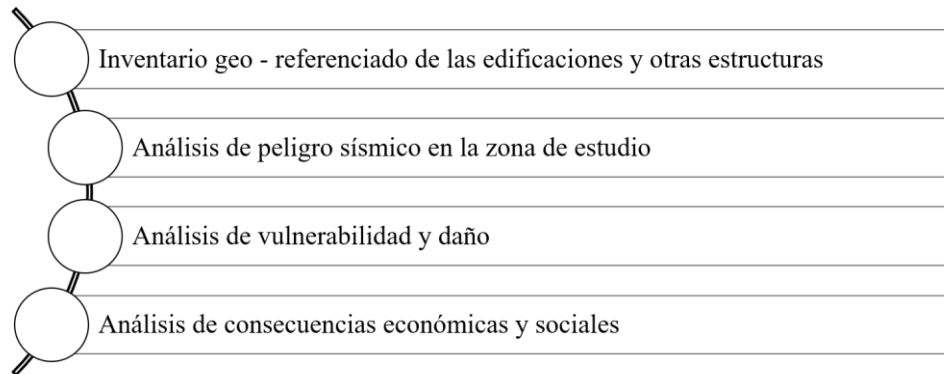 Inventario geo - referenciado de las edificaciones y otras estructuras
Análisis de peligro sísmico en la zona de estudio
Análisis de vulnerabilidad y daño
Análisis de consecuencias económicas y sociales